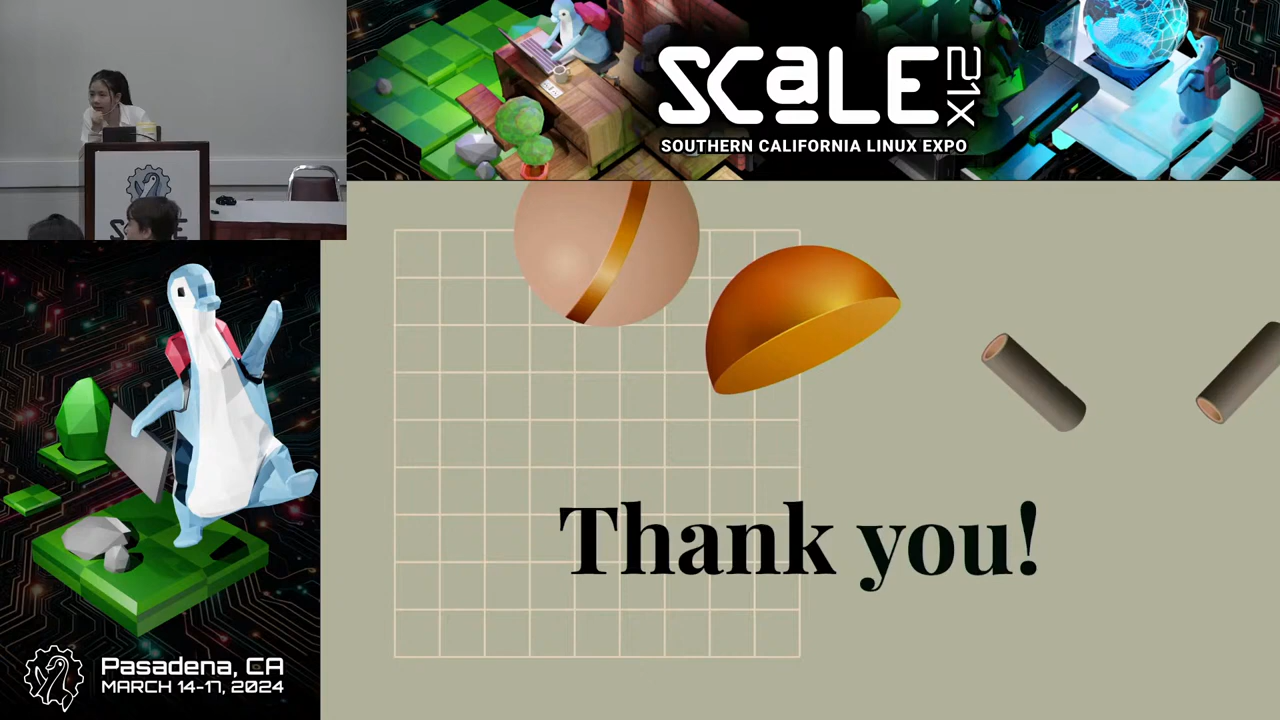 SCaLE 21X
SOUTHERN CALIFORNIA LINUX EXPO
Thank you!
Pasadena, CA
MARCH 14-17, 2024